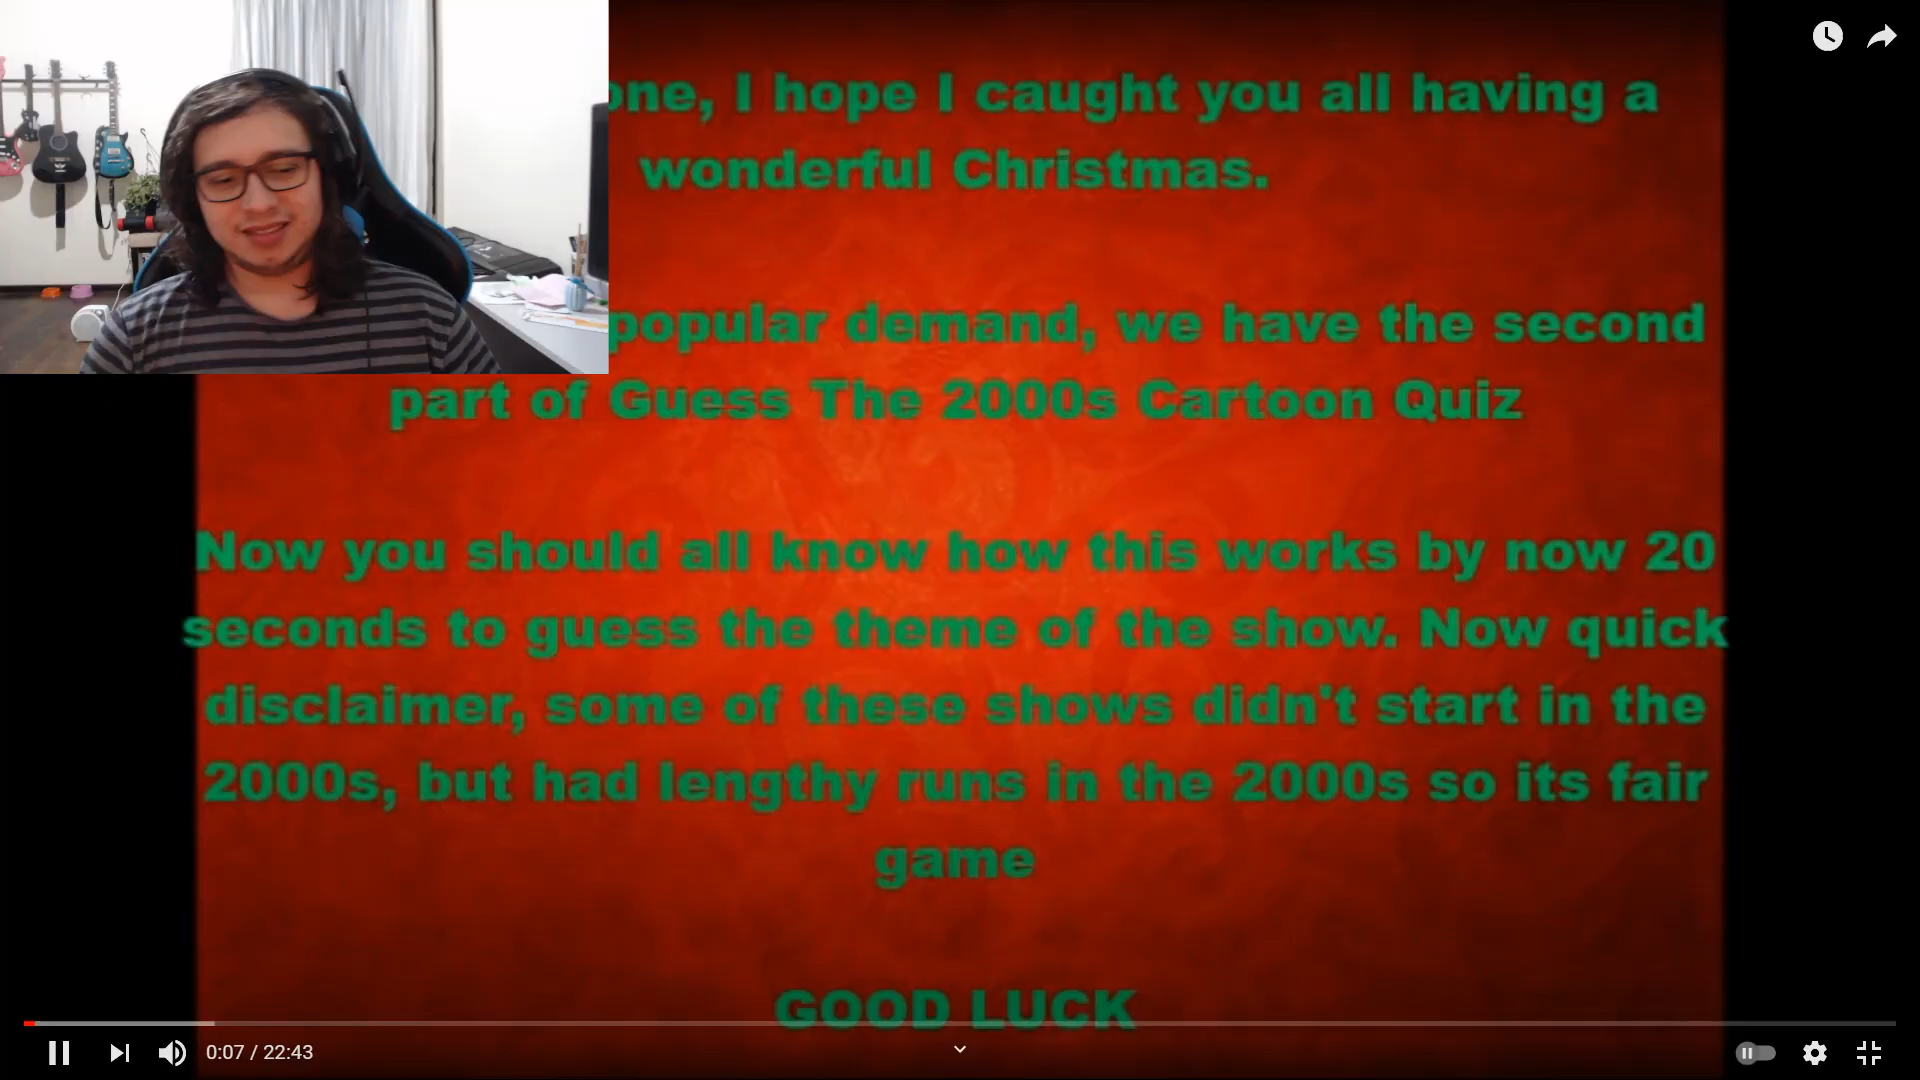 one, I hope I caught you all having a
wonderful Christmas.
popular demand, we have the second
part of Guess The 2000s Cartoon Quiz
Now you should all know how this works by now 20
seconds to guess the theme of the show. Now quick
disclaimer, some of these shows didn't start in the
2000s, but had lengthy runs in the 2000s so its fair
game
GOOD LUCK
0:07 / 22:43